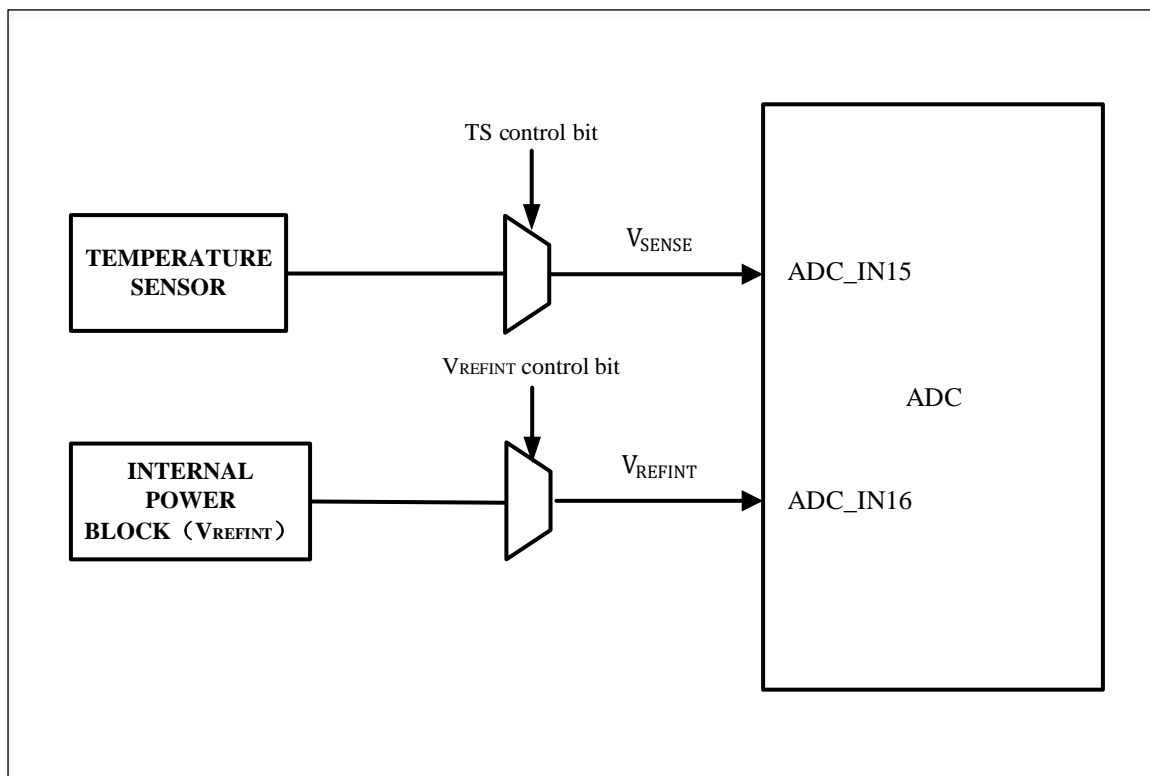 TS control bit
TEMPERATURE
SENSOR
VSENSE
ADC_IN15
VREFINT control bit
ADC
INTERNAL
POWER
BLOCK（VREFINT）
VREFINT
ADC_IN16